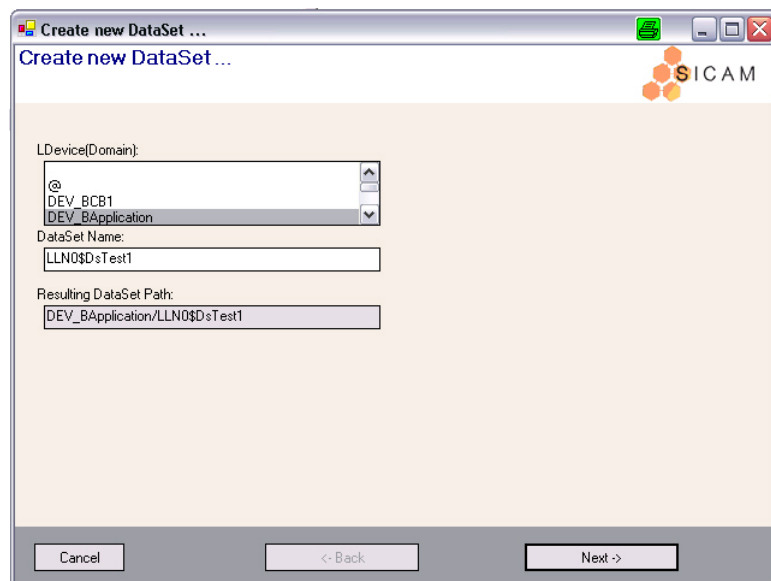 Create new DataSet ...
Create new DataSet ...
SICAM
LDevice(Domain):
@
DEV_BCB1
DEV_BApplication
DataSet Name:
LLN0$DsTest1
Resulting DataSet Path:
DEV_BApplication/LLN0$DsTest1
Cancel
<- Back
Next ->